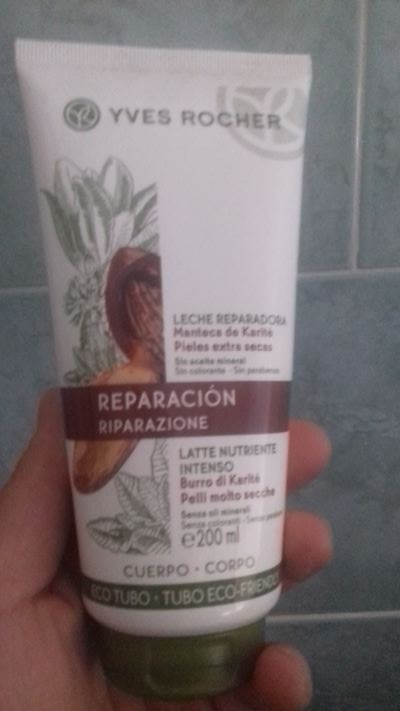 YVES ROCHER
LECHE REPARADORA
Manteca de Karité
Pieles extra secas
Sin aceite mineral
Sin colorante - Sin parabenos
REPARACIÓN
RIPARAZIONE
LATTE NUTRIENTE
INTENSO
Burro di Karité
Pelli molto secche
Senza oli minerali
Senza coloranti - Senza
e200 ml
CUERPO • CORPO
ECO TUBO • TUBO ECO-FRIENDLY